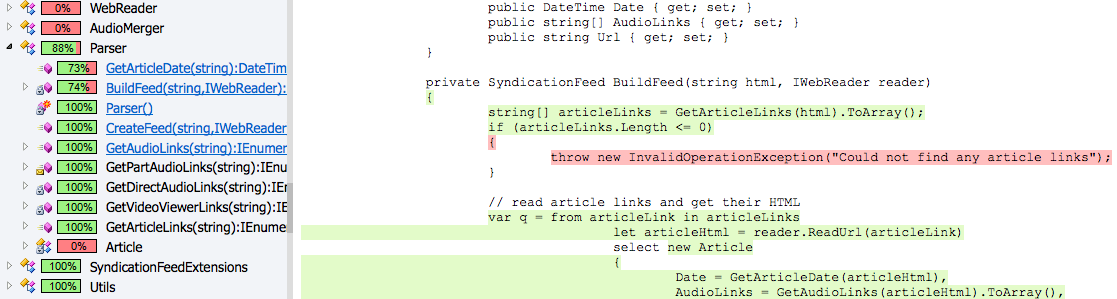 0% WebReader
0% AudioMerger
88% Parser
73% GetArticleDate(string):DateTim
74% BuildFeed(string,IWebReader):
100% Parser()
100% CreateFeed(string,IWebReader
100% GetAudioLinks(string):IEnume
100% GetPartAudioLinks(string):IEnu
100% GetDirectAudioLinks(string):IE
100% GetVideoViewerLinks(string):IE
100% GetArticleLinks(string):IEnume
0% Article
100% SyndicationFeedExtensions
100% Utils
public DateTime Date { get; set; }
public string[] AudioLinks { get; set; }
public string Url { get; set; }
}
private SyndicationFeed BuildFeed(string html, IWebReader reader)
{
string[] articleLinks = GetArticleLinks(html).ToArray();
if (articleLinks.Length <= 0)
{
throw new InvalidOperationException("Could not find any article links");
}
// read article links and get their HTML
var q = from articleLink in articleLinks
let articleHtml = reader.ReadUrl(articleLink)
select new Article
{
Date = GetArticleDate(articleHtml),
AudioLinks = GetAudioLinks(articleHtml).ToArray(),